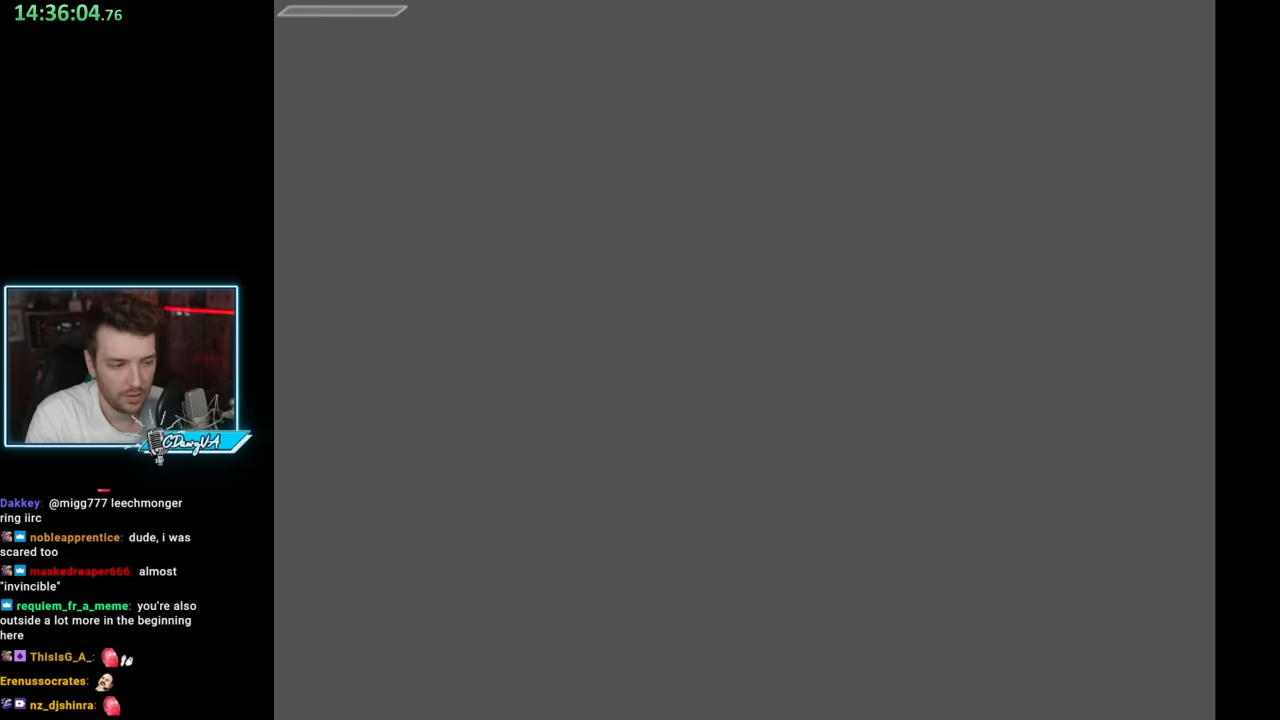 14:36:04.76
CDawgVA
Dakkey: @migg777 leechmonger
ring iirc
nobleapprentice: dude, i was
scared too
maskedreaper666: almost
"invincible"
requiem_fr_a_meme: you're also
outside a lot more in the beginning
here
ThisIsG_A_:
Erenussocrates:
nz_djshinra: